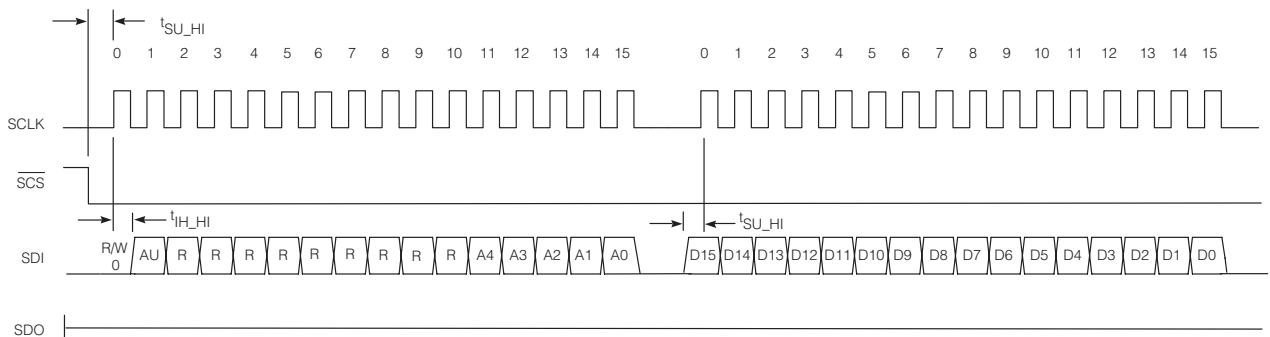 tSU_HI
0 1 2 3 4 5 6 7 8 9 10 11 12 13 14 15 0 1 2 3 4 5 6 7 8 9 10 11 12 13 14 15
SCLK
SCS
tIH_HI
tSU_HI
SDI R/W 0 AU R R R R R R R R R A4 A3 A2 A1 A0 D15 D14 D13 D12 D11 D10 D9 D8 D7 D6 D5 D4 D3 D2 D1 D0
SDO